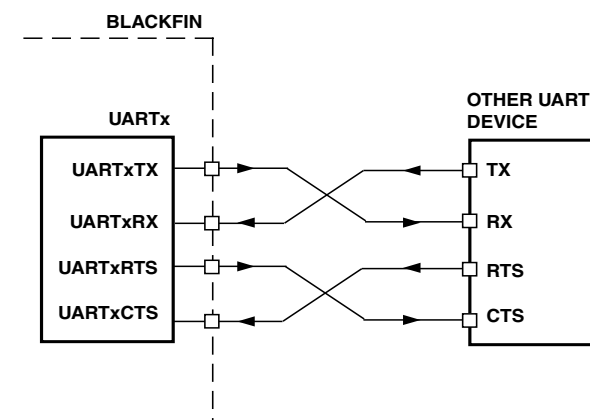 BLACKFIN
UARTx
OTHER UART
DEVICE
UARTxTX
TX
UARTxRX
RX
UARTxRTS
RTS
UARTxCTS
CTS